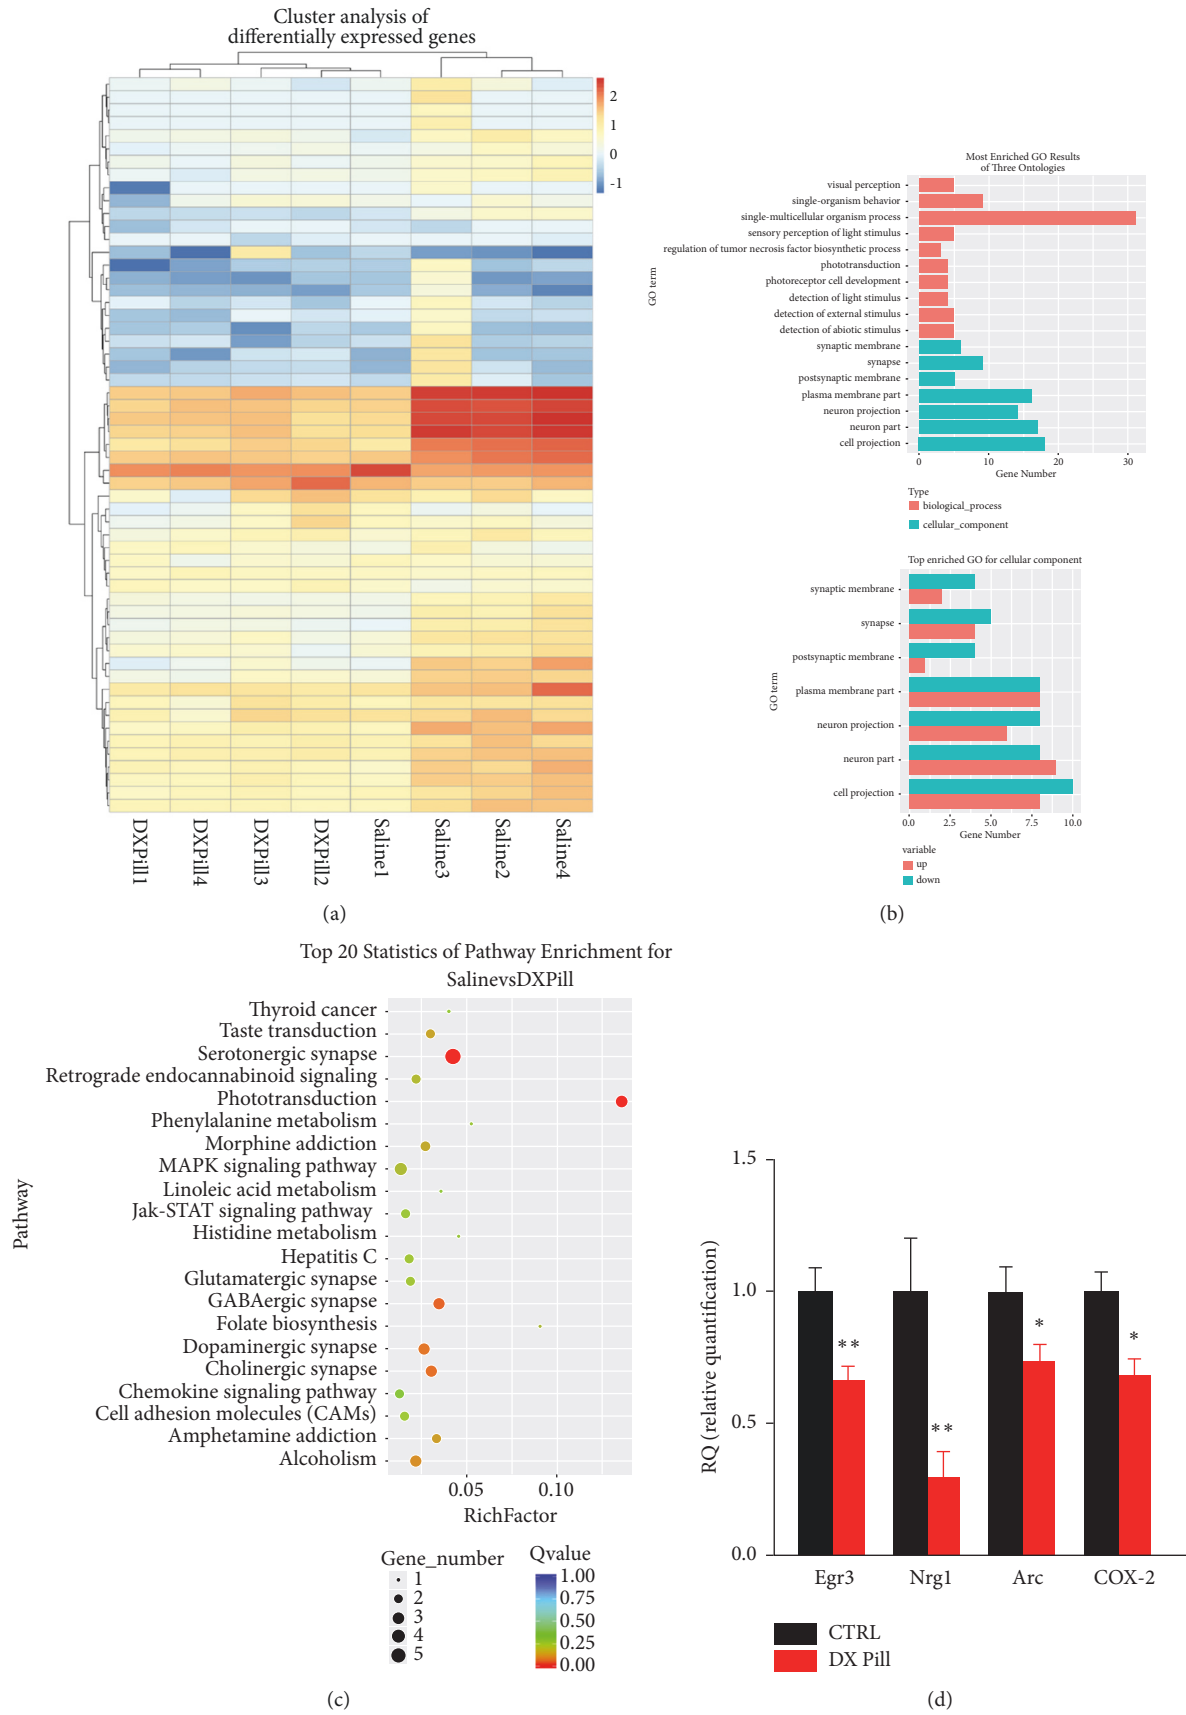 Cluster analysis of
differentially expressed genes
2
1
0
-1
DXPill1
DXPill4
DXPill3
DXPill2
Saline1
Saline3
Saline2
Saline4
(a)
Most Enriched GO Results
of Three Ontologies
GO term
visual perception
single-organism behavior
single-multicellular organism process
sensory perception of light stimulus
regulation of tumor necrosis factor biosynthetic process
phototransduction
photoreceptor cell development
detection of light stimulus
detection of external stimulus
detection of abiotic stimulus
synaptic membrane
synapse
postsynaptic membrane
plasma membrane part
neuron projection
neuron part
cell projection
0 10 20 30
Gene Number
Type
biological_process
cellular_component
Top enriched GO for cellular component
GO term
synaptic membrane
synapse
postsynaptic membrane
plasma membrane part
neuron projection
neuron part
cell projection
0.0 2.5 5.0 7.5 10.0
Gene Number
variable
up
down
(b)
Top 20 Statistics of Pathway Enrichment for
SalinevsDXPill
Pathway
Thyroid cancer
Taste transduction
Serotonergic synapse
Retrograde endocannabinoid signaling
Phototransduction
Phenylalanine metabolism
Morphine addiction
MAPK signaling pathway
Linoleic acid metabolism
Jak-STAT signaling pathway
Histidine metabolism
Hepatitis C
Glutamatergic synapse
GABAergic synapse
Folate biosynthesis
Dopaminergic synapse
Cholinergic synapse
Chemokine signaling pathway
Cell adhesion molecules (CAMs)
Amphetamine addiction
Alcoholism
0.05 0.10
RichFactor
Gene_number
1
2
3
4
5
Qvalue
1.00
0.75
0.50
0.25
0.00
(c)
RQ (relative quantification)
1.5
1.0
0.5
0.0
**
**
*
*
Egr3 Nrg1 Arc COX-2
CTRL
DX Pill
(d)